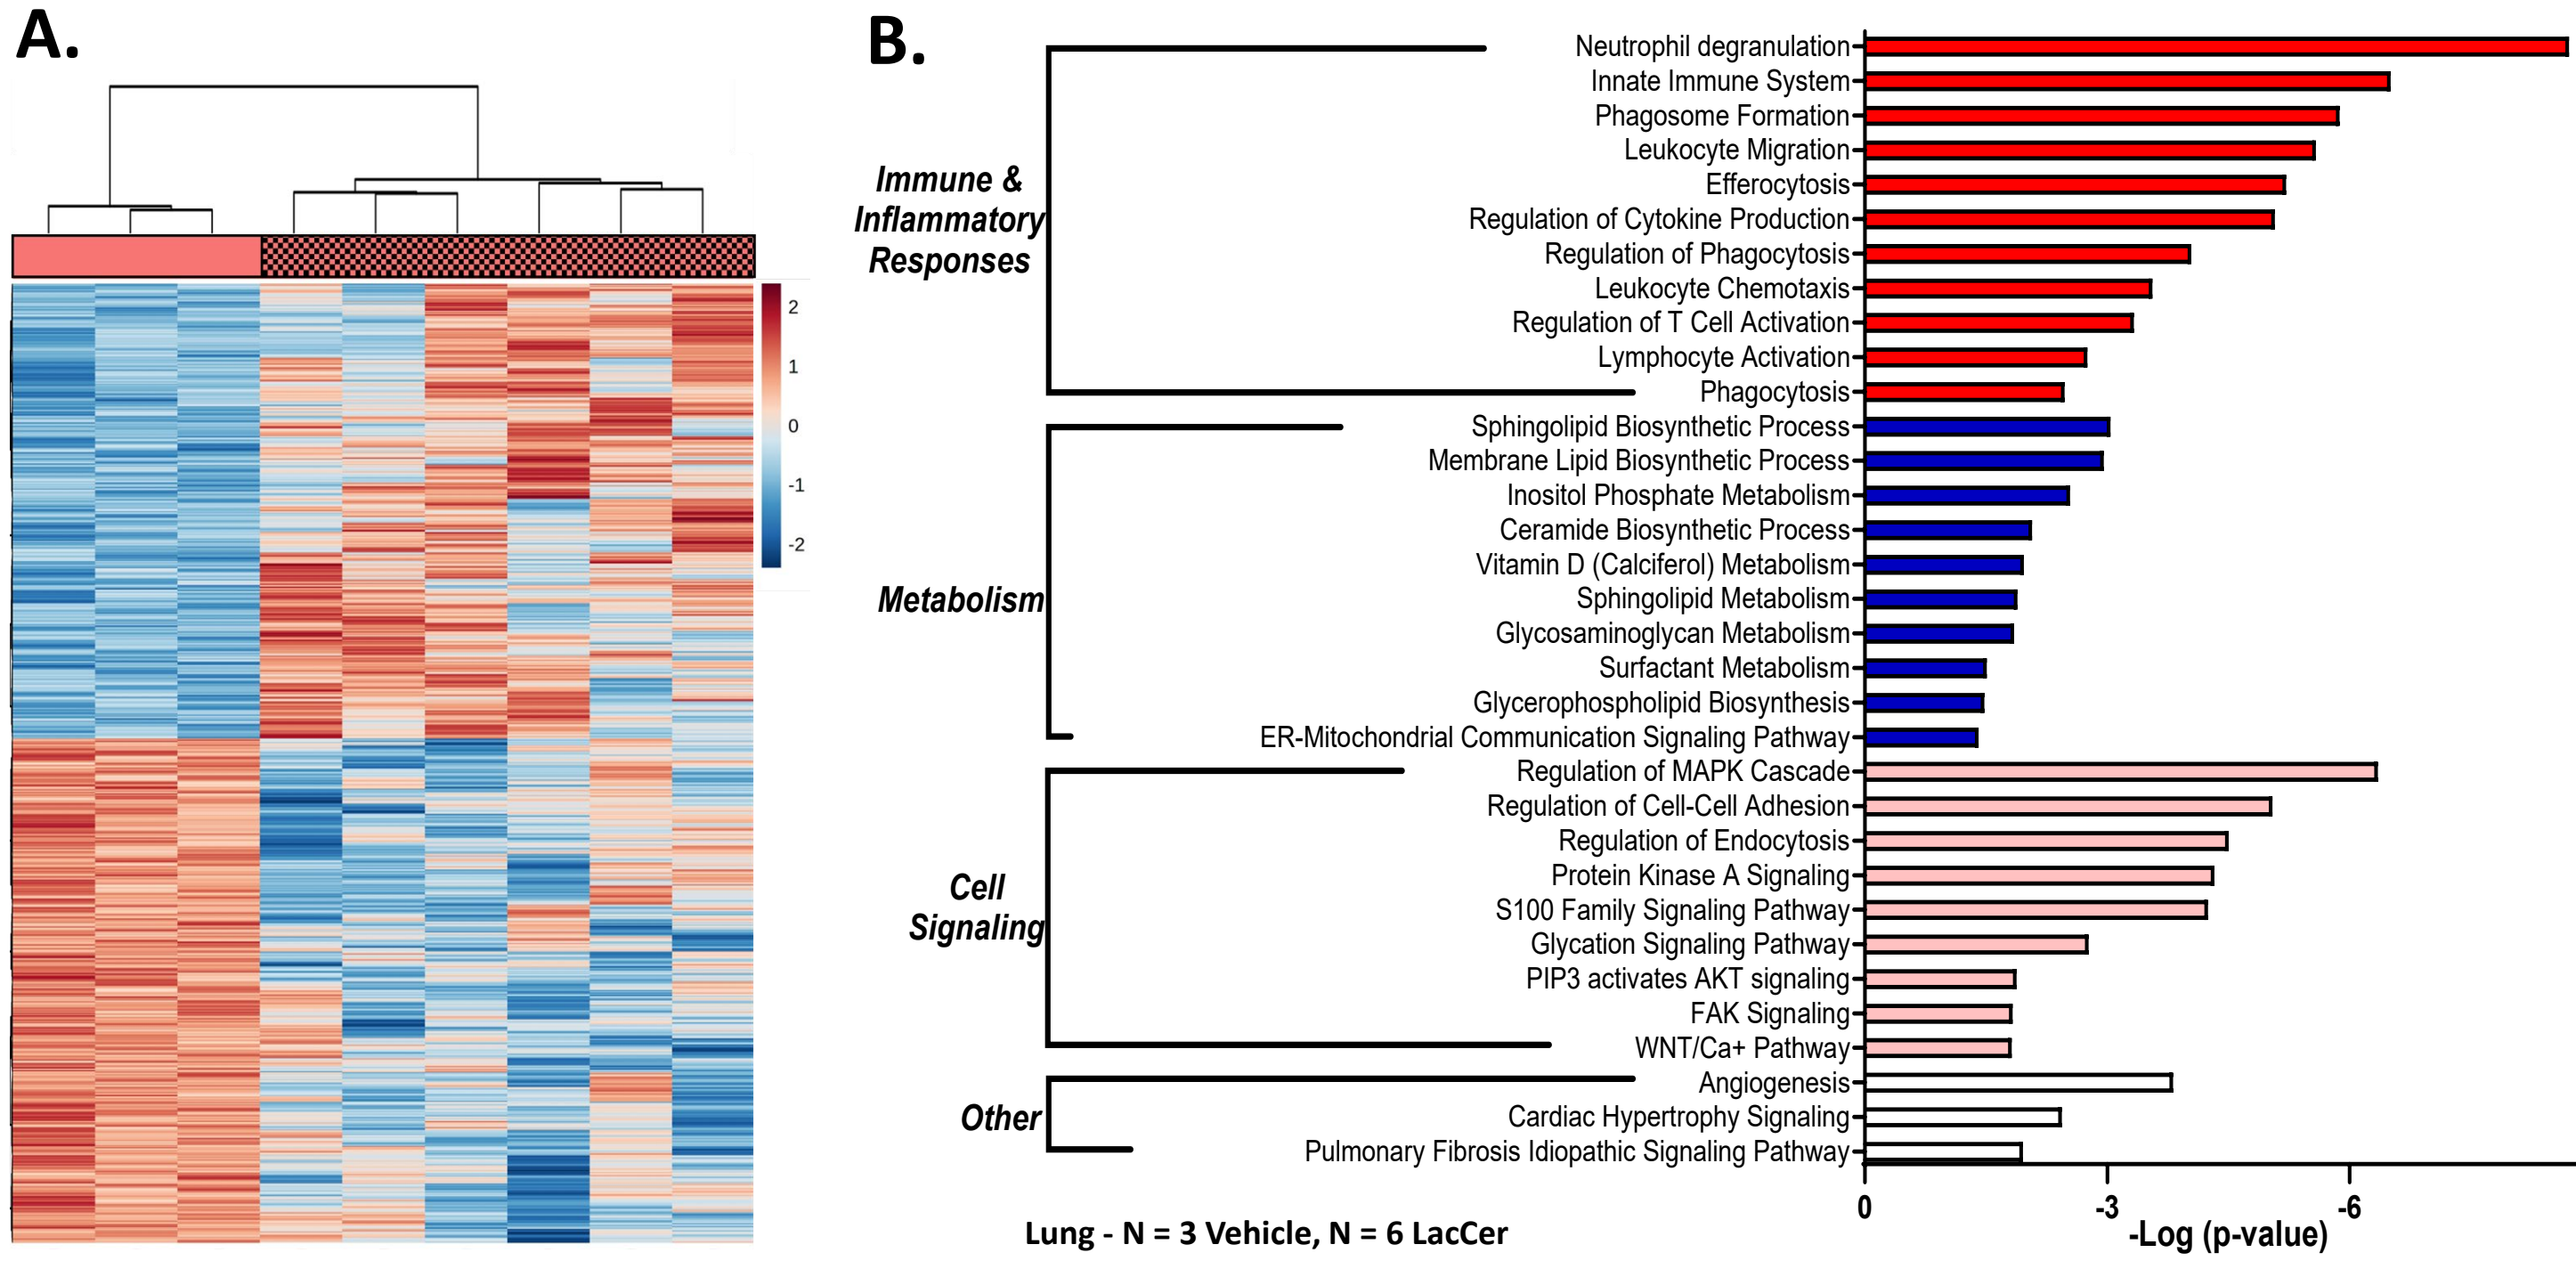 A.
2
1
0
-1
-2
B.
Immune &
Inflammatory
Responses
Neutrophil degranulation
Innate Immune System
Phagosome Formation
Leukocyte Migration
Efferocytosis
Regulation of Cytokine Production
Regulation of Phagocytosis
Leukocyte Chemotaxis
Regulation of T Cell Activation
Lymphocyte Activation
Phagocytosis
Metabolism
Sphingolipid Biosynthetic Process
Membrane Lipid Biosynthetic Process
Inositol Phosphate Metabolism
Ceramide Biosynthetic Process
Vitamin D (Calciferol) Metabolism
Sphingolipid Metabolism
Glycosaminoglycan Metabolism
Surfactant Metabolism
Glycerophospholipid Biosynthesis
ER-Mitochondrial Communication Signaling Pathway
Cell
Signaling
Regulation of MAPK Cascade
Regulation of Cell-Cell Adhesion
Regulation of Endocytosis
Protein Kinase A Signaling
S100 Family Signaling Pathway
Glycation Signaling Pathway
PIP3 activates AKT signaling
FAK Signaling
WNT/Ca+ Pathway
Other
Angiogenesis
Cardiac Hypertrophy Signaling
Pulmonary Fibrosis Idiopathic Signaling Pathway
0 -3 -6
-Log (p-value)
Lung - N = 3 Vehicle, N = 6 LacCer